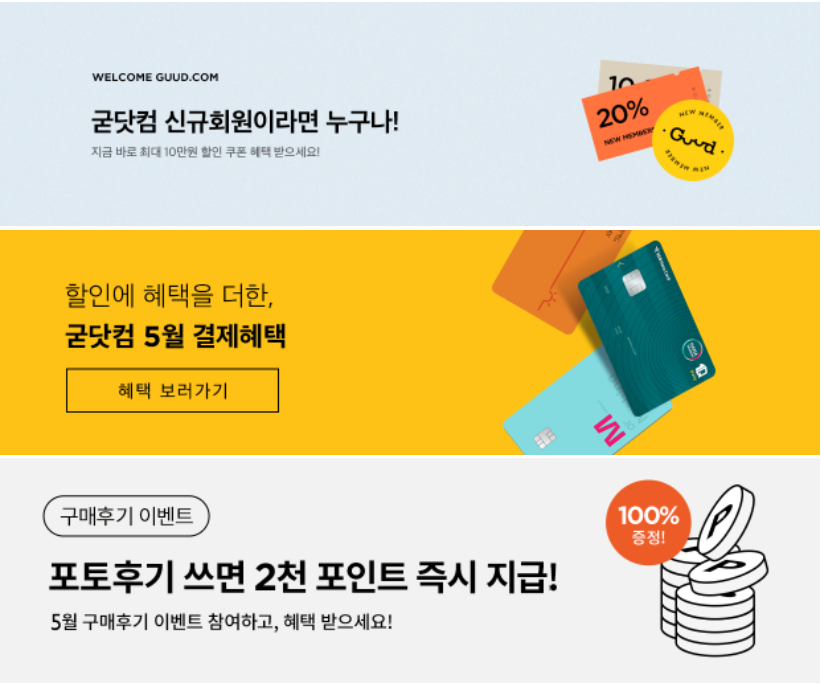 WELCOME GUUD.COM
굳닷컴 신규회원이라면 누구나!
지금 바로 최대 10만원 할인 쿠폰 혜택 받으세요!
10
20%
NEW MEMBERS
NEW MEMBER
Guud
NEW MEMBER
할인에 혜택을 더한,
굳닷컴 5월 결제혜택
혜택 보러가기
M
구매후기 이벤트
포토후기 쓰면 2천 포인트 즉시 지급!
5월 구매후기 이벤트 참여하고, 혜택 받으세요!
100%
증정!
P
P